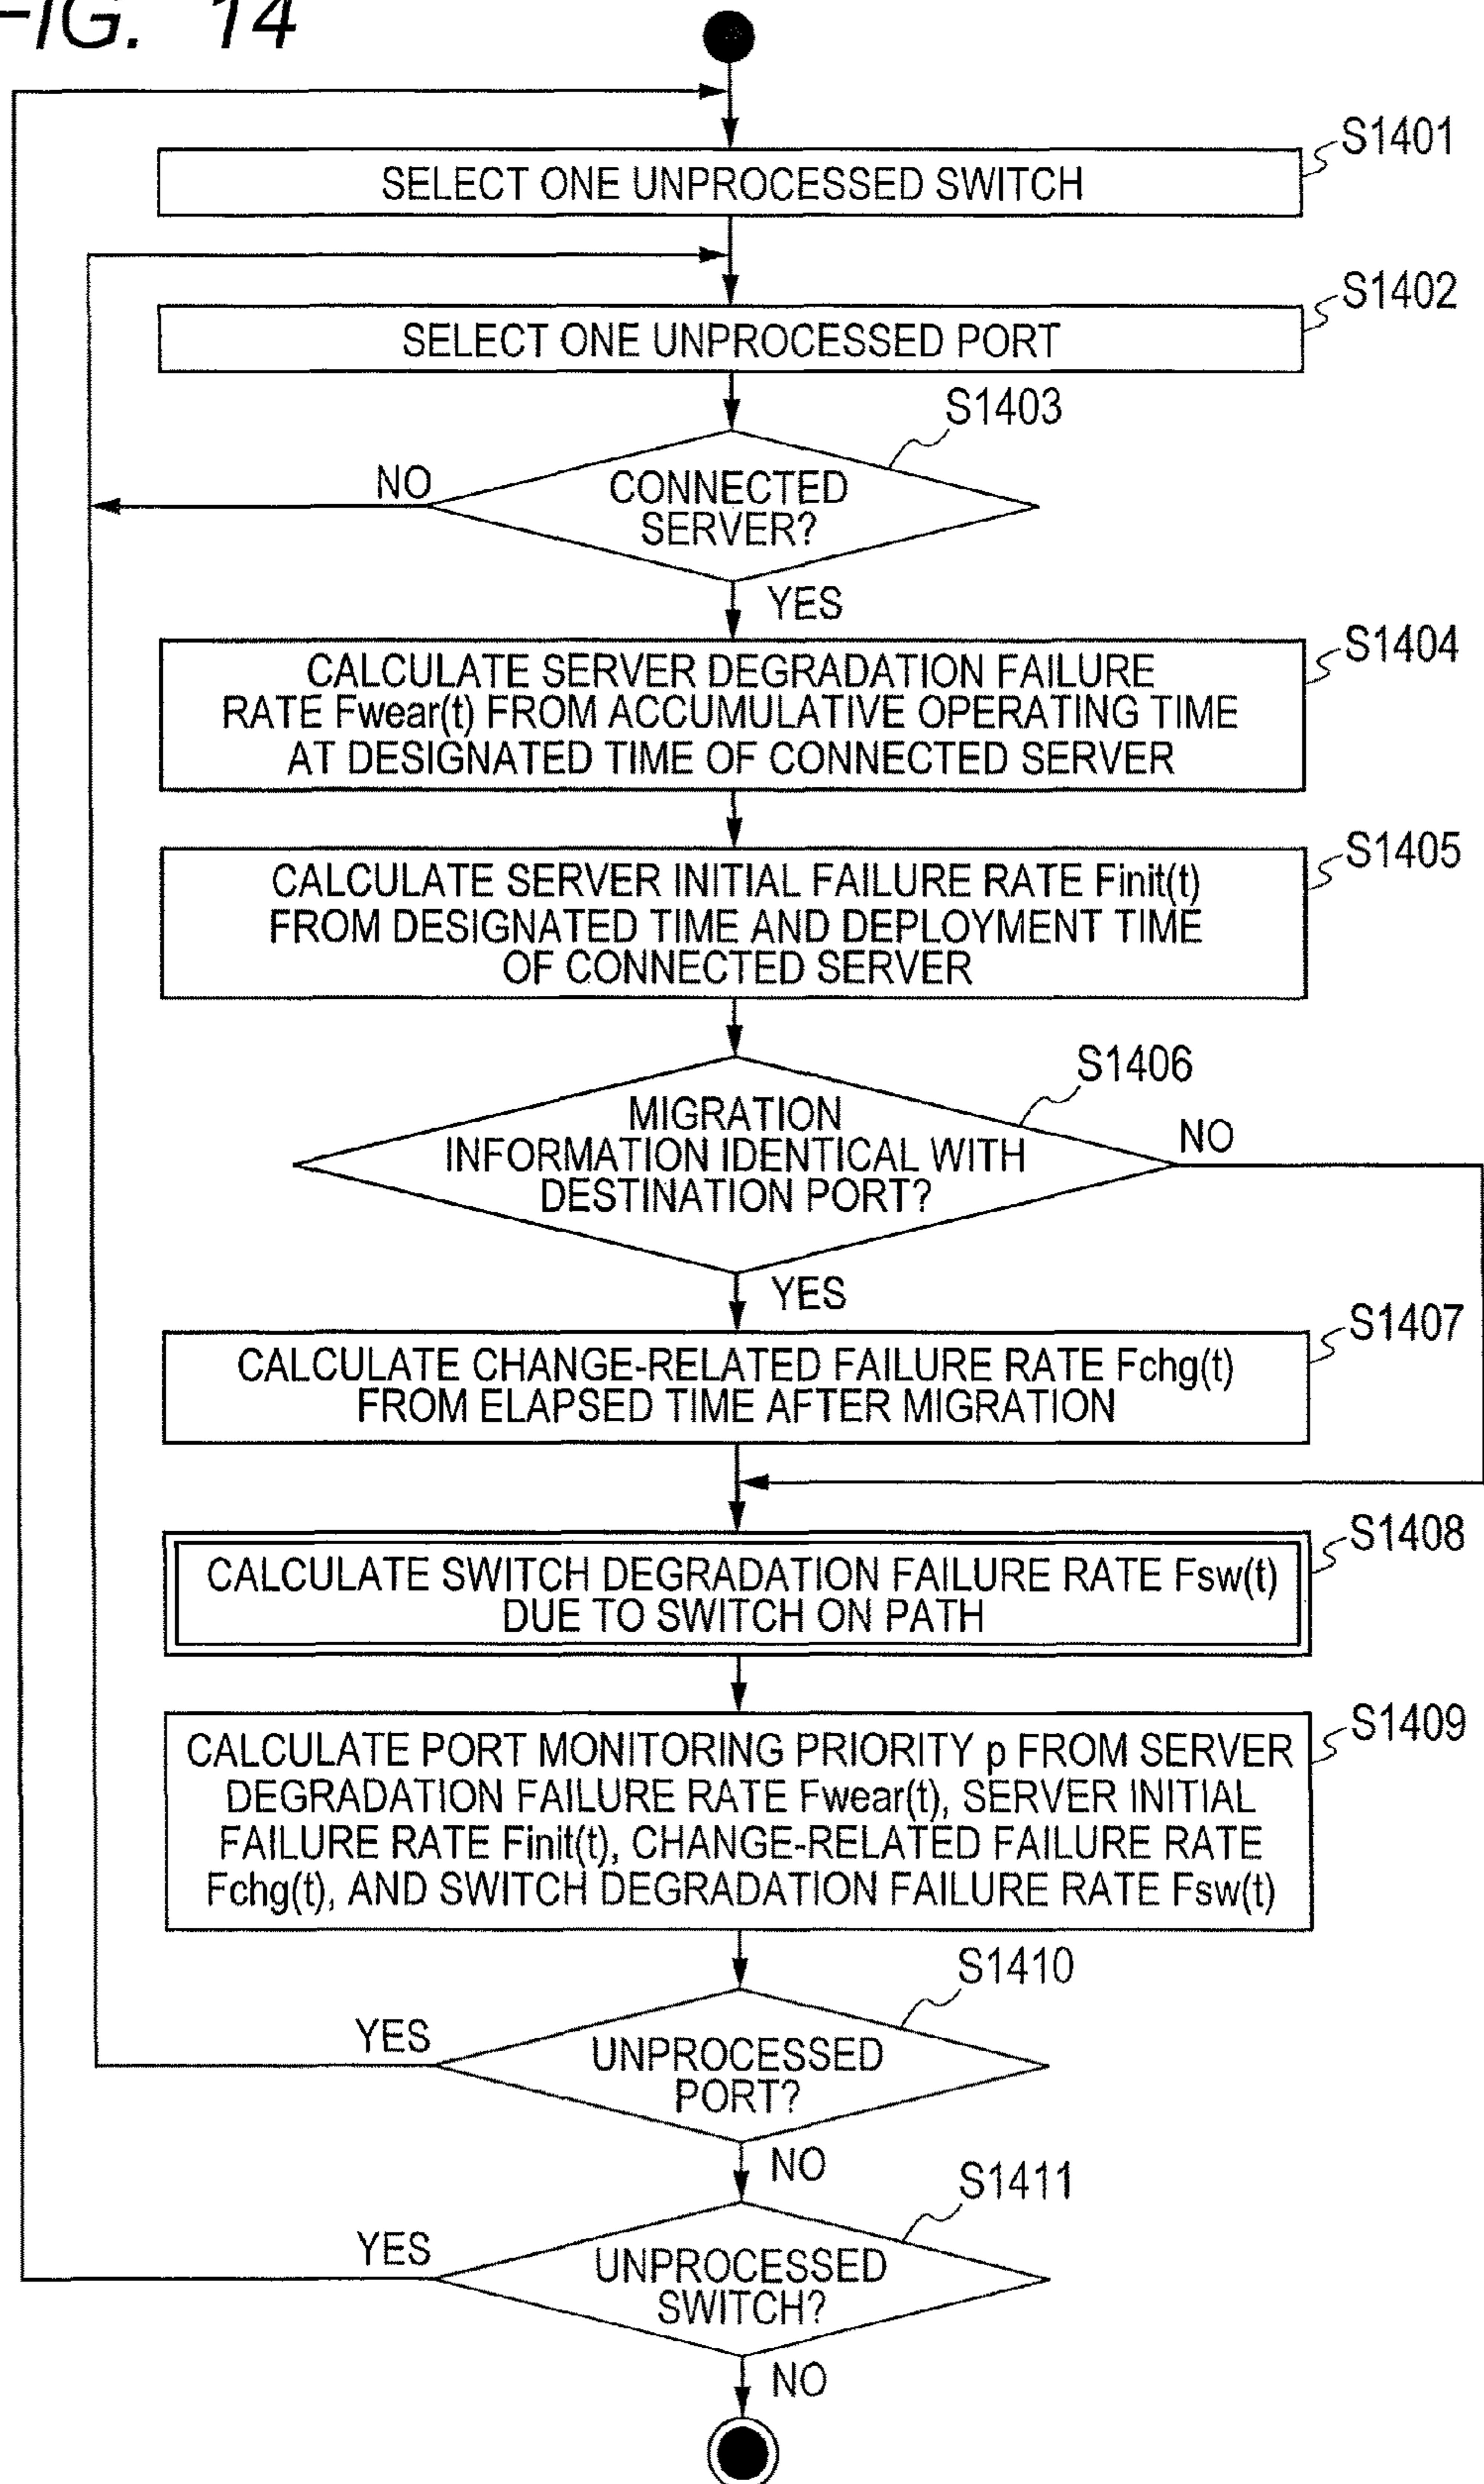 FIG. 14
S1401
SELECT ONE UNPROCESSED SWITCH
S1402
SELECT ONE UNPROCESSED PORT
S1403
NO
CONNECTED
SERVER?
YES
S1404
CALCULATE SERVER DEGRADATION FAILURE
RATE Fwear(t) FROM ACCUMULATIVE OPERATING TIME
AT DESIGNATED TIME OF CONNECTED SERVER
S1405
CALCULATE SERVER INITIAL FAILURE RATE Finit(t)
FROM DESIGNATED TIME AND DEPLOYMENT TIME
OF CONNECTED SERVER
S1406
MIGRATION
INFORMATION IDENTICAL WITH
DESTINATION PORT?
NO
YES
S1407
CALCULATE CHANGE-RELATED FAILURE RATE Fchg(t)
FROM ELAPSED TIME AFTER MIGRATION
S1408
CALCULATE SWITCH DEGRADATION FAILURE RATE Fsw(t)
DUE TO SWITCH ON PATH
S1409
CALCULATE PORT MONITORING PRIORITY p FROM SERVER
DEGRADATION FAILURE RATE Fwear(t), SERVER INITIAL
FAILURE RATE Finit(t), CHANGE-RELATED FAILURE RATE
Fchg(t), AND SWITCH DEGRADATION FAILURE RATE Fsw(t)
S1410
YES
UNPROCESSED
PORT?
NO
S1411
YES
UNPROCESSED
SWITCH?
NO